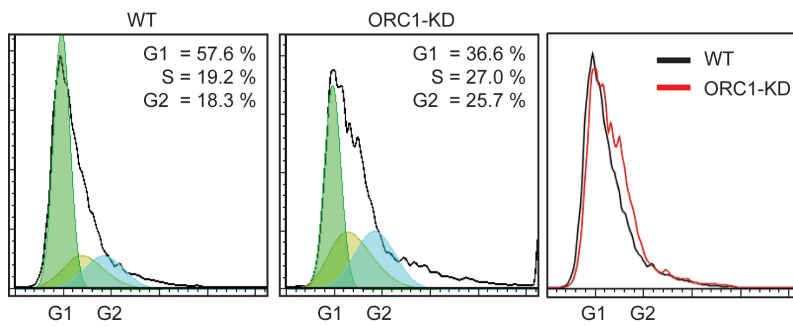 WT
G1 = 57.6 %
S = 19.2 %
G2 = 18.3 %
G1 G2
ORC1-KD
G1 = 36.6 %
S = 27.0 %
G2 = 25.7 %
G1 G2
WT
ORC1-KD
G1 G2